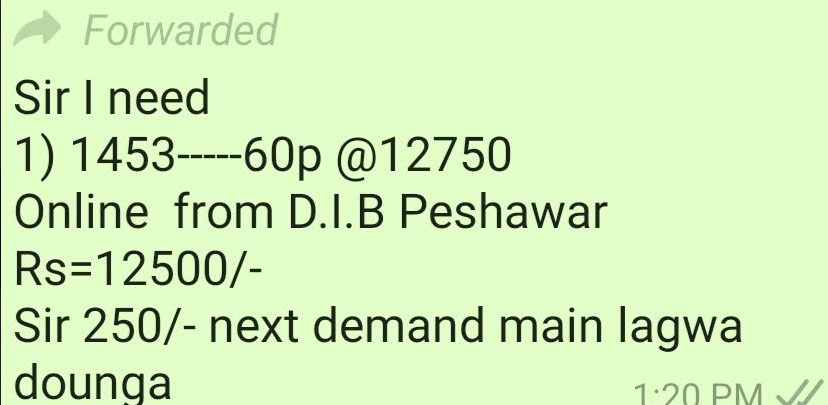 Forwarded
Sir I need
1) 1453-----60p @12750
Online  from D.I.B Peshawar
Rs=12500/-
Sir 250/- next demand main lagwa
dounga
1:20 PM